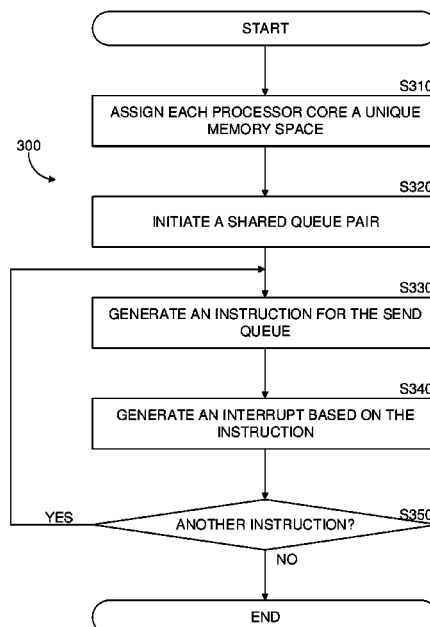 START
S310
ASSIGN EACH PROCESSOR CORE A UNIQUE
MEMORY SPACE
300
S320
INITIATE A SHARED QUEUE PAIR
S330
GENERATE AN INSTRUCTION FOR THE SEND
QUEUE
S340
GENERATE AN INTERRUPT BASED ON THE
INSTRUCTION
YES
ANOTHER INSTRUCTION?
S350
NO
END